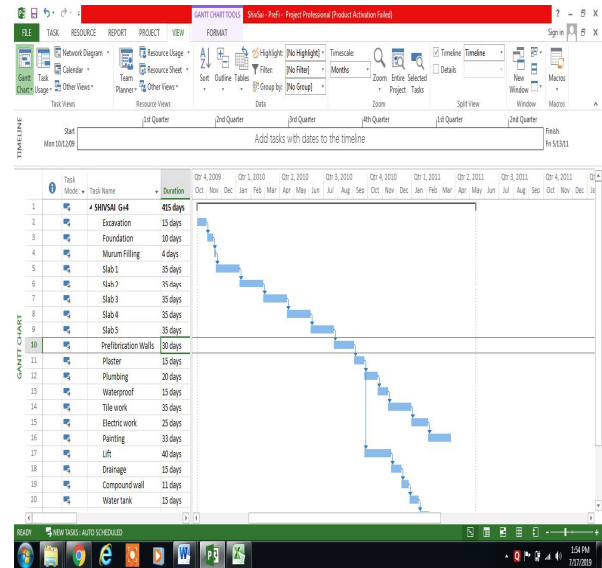 GANTT CHART TOOLS ShivSai - PreFi - Project Professional (Product Activation Failed)
FILE TASK RESOURCE REPORT PROJECT VIEW FORMAT Sign in
Gantt Chart Task Usage Network Diagram Calendar Other Views Team Planner Resource Usage Resource Sheet Other Views Sort Outline Tables Highlight: [No Highlight] Filter: [No Filter] Group by: [No Group] Timescale: Months Zoom Entire Project Selected Tasks Timeline Timeline Details New Window Macros
Task Views Resource Views Data Zoom Split View Window Macros
TIMELINE
1st Quarter 2nd Quarter 3rd Quarter 4th Quarter 1st Quarter 2nd Quarter
Start Finish
Mon 10/12/09 Add tasks with dates to the timeline Fri 5/13/11
GANTT CHART
Qtr 4, 2009 Qtr 1, 2010 Qtr 2, 2010 Qtr 3, 2010 Qtr 4, 2010 Qtr 1, 2011 Qtr 2, 2011 Qtr 3, 2011 Qtr 4, 2011
Task Mode Task Name Duration Oct Nov Dec Jan Feb Mar Apr May Jun Jul Aug Sep Oct Nov Dec Jan Feb Mar Apr May Jun Jul Aug Sep Oct Nov Dec
1 SHIVSAI G+4 415 days
2 Excavation 15 days
3 Foundation 10 days
4 Murum Filling 4 days
5 Slab 1 35 days
6 Slab 2 35 days
7 Slab 3 35 days
8 Slab 4 35 days
9 Slab 5 35 days
10 Prefibrication Walls 30 days
11 Plaster 15 days
12 Plumbing 20 days
13 Waterproof 15 days
14 Tile work 35 days
15 Electric work 25 days
16 Painting 33 days
17 Lift 40 days
18 Drainage 15 days
19 Compound wall 11 days
20 Water tank 15 days
READY NEW TASKS : AUTO SCHEDULED
1:54 PM
7/17/2019